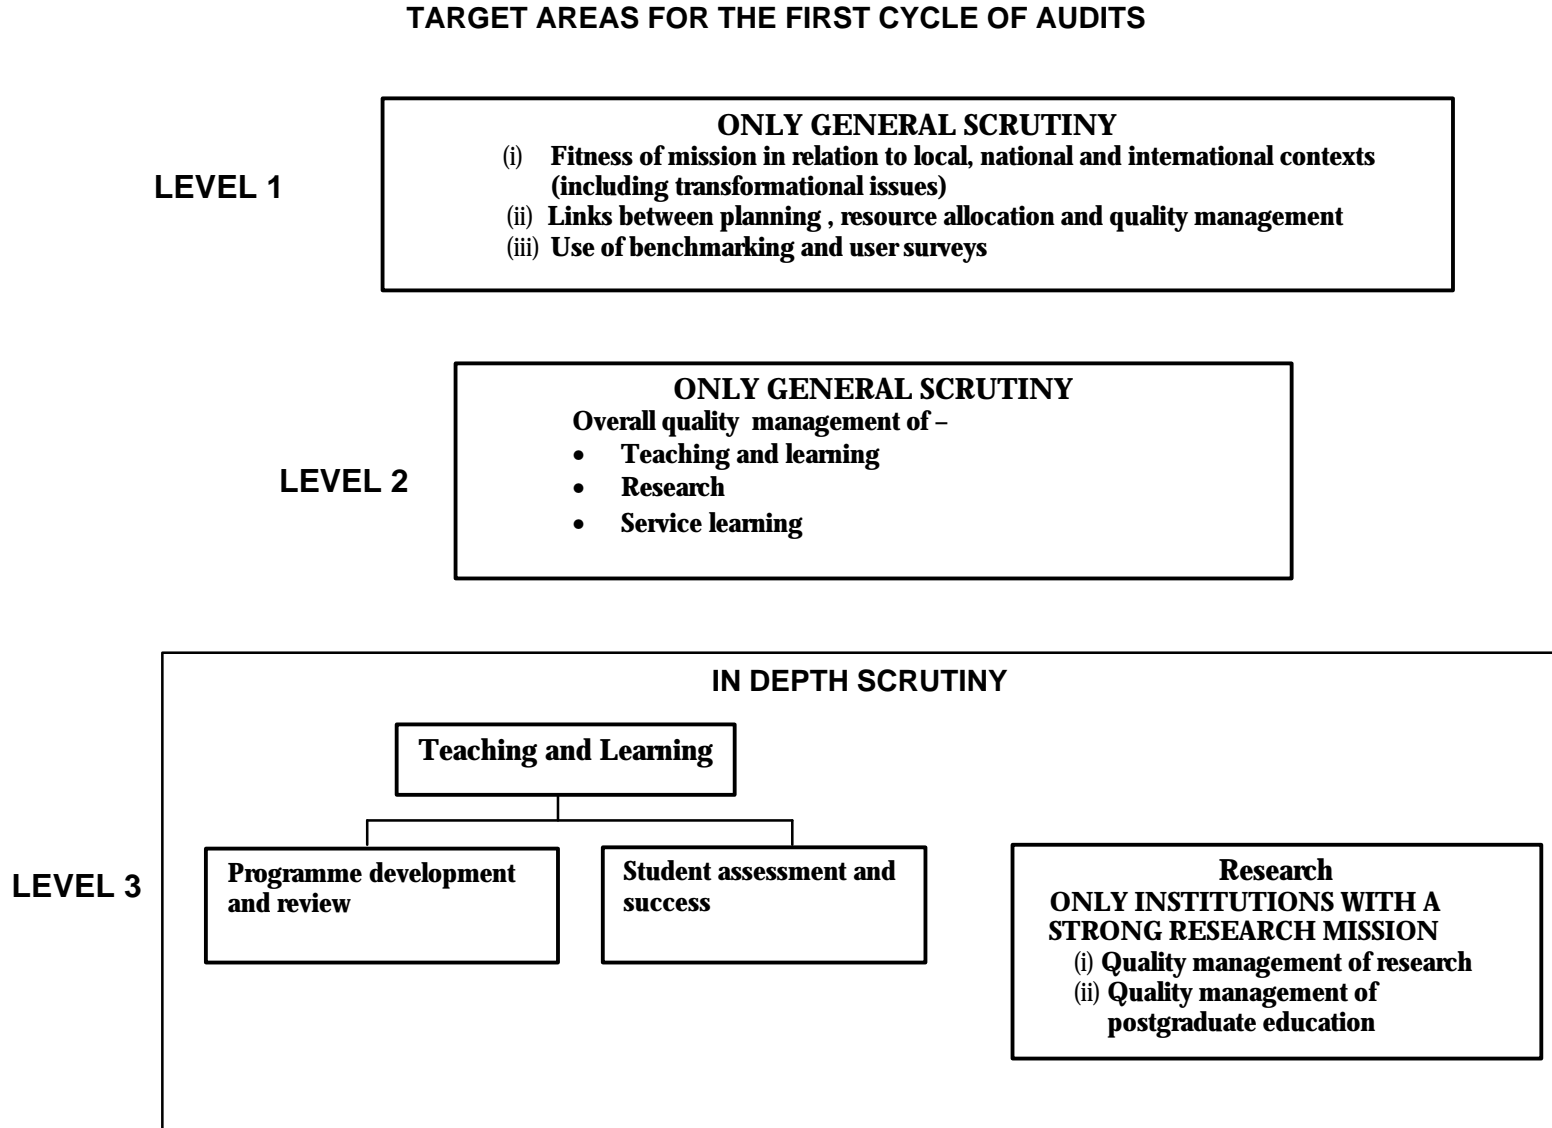 TARGET AREAS FOR THE FIRST CYCLE OF AUDITS
LEVEL 1
ONLY GENERAL SCRUTINY
(i) Fitness of mission in relation to local, national and international contexts
(including transformational issues)
(ii) Links between planning , resource allocation and quality management
(iii) Use of benchmarking and user surveys
LEVEL 2
ONLY GENERAL SCRUTINY
Overall quality management of –
• Teaching and learning
• Research
• Service learning
LEVEL 3
IN DEPTH SCRUTINY
Teaching and Learning
Programme development
and review
Student assessment and
success
Research
ONLY INSTITUTIONS WITH A
STRONG RESEARCH MISSION
(i) Quality management of research
(ii) Quality management of
postgraduate education